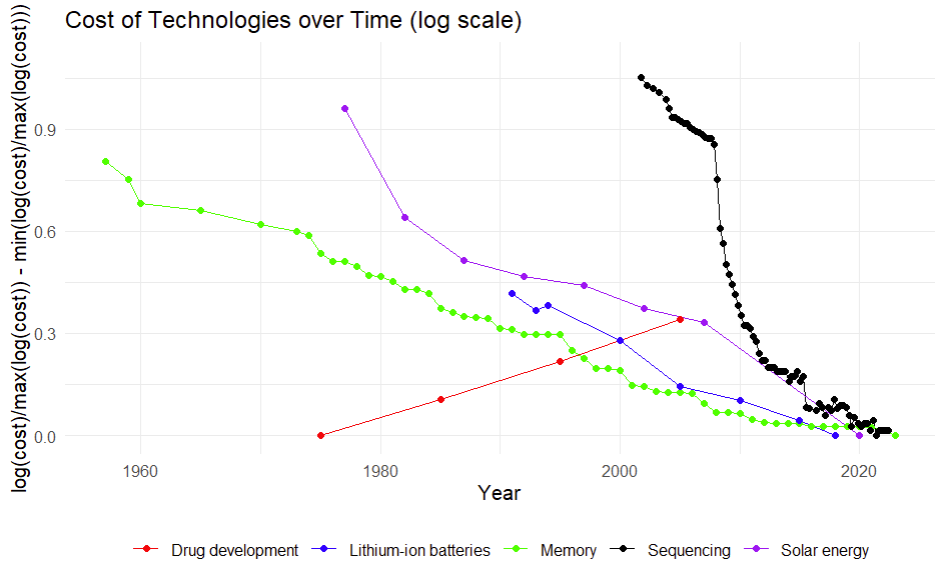 Cost of Technologies over Time (log scale)
log(cost)/max(log(cost)) - min(log(cost)/max(log(cost)))
0.9
0.6
0.3
0.0
1960 1980 2000 2020
Year
Drug development Lithium-ion batteries Memory Sequencing Solar energy